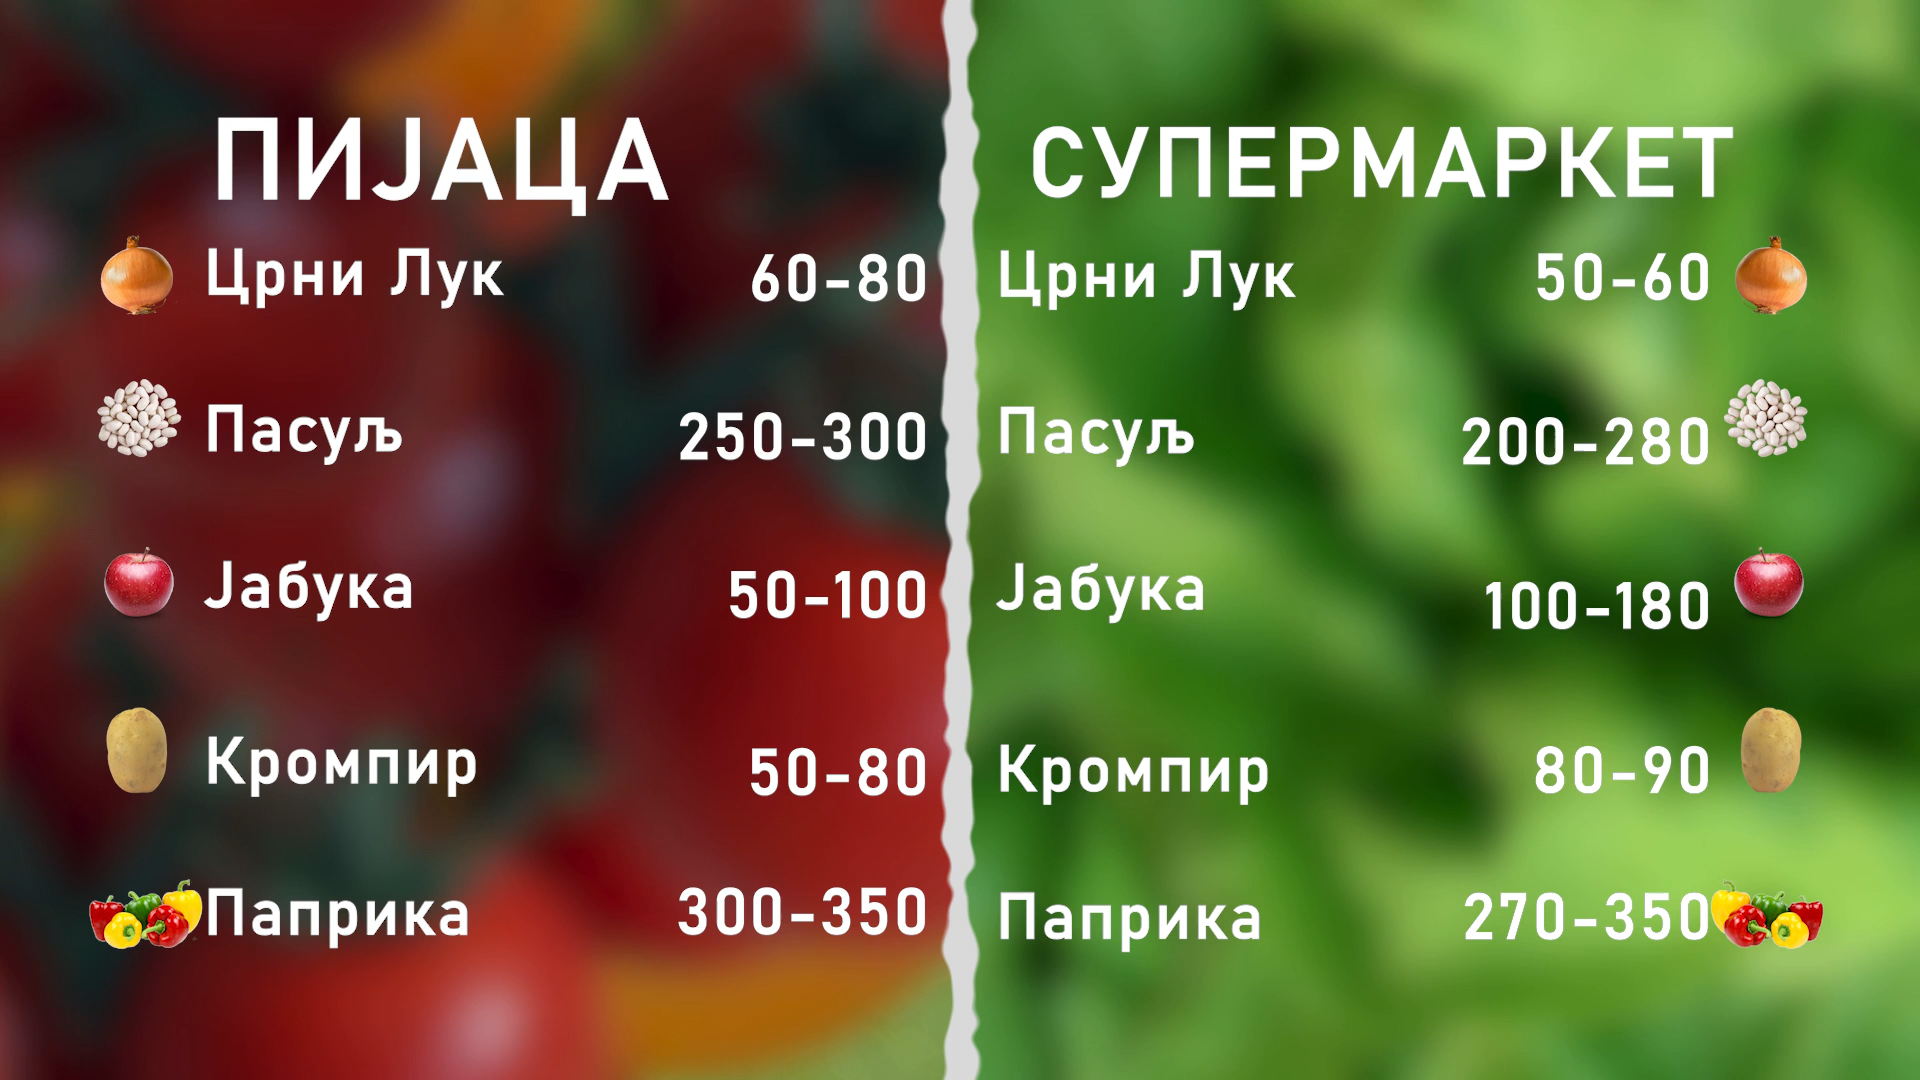 ПИЈАЦА
Црни Лук 60-80
Пасуљ 250-300
Јабука 50-100
Кромпир 50-80
Паприка 300-350
СУПЕРМАРКЕТ
Црни Лук 50-60
Пасуљ 200-280
Јабука 100-180
Кромпир 80-90
Паприка 270-350